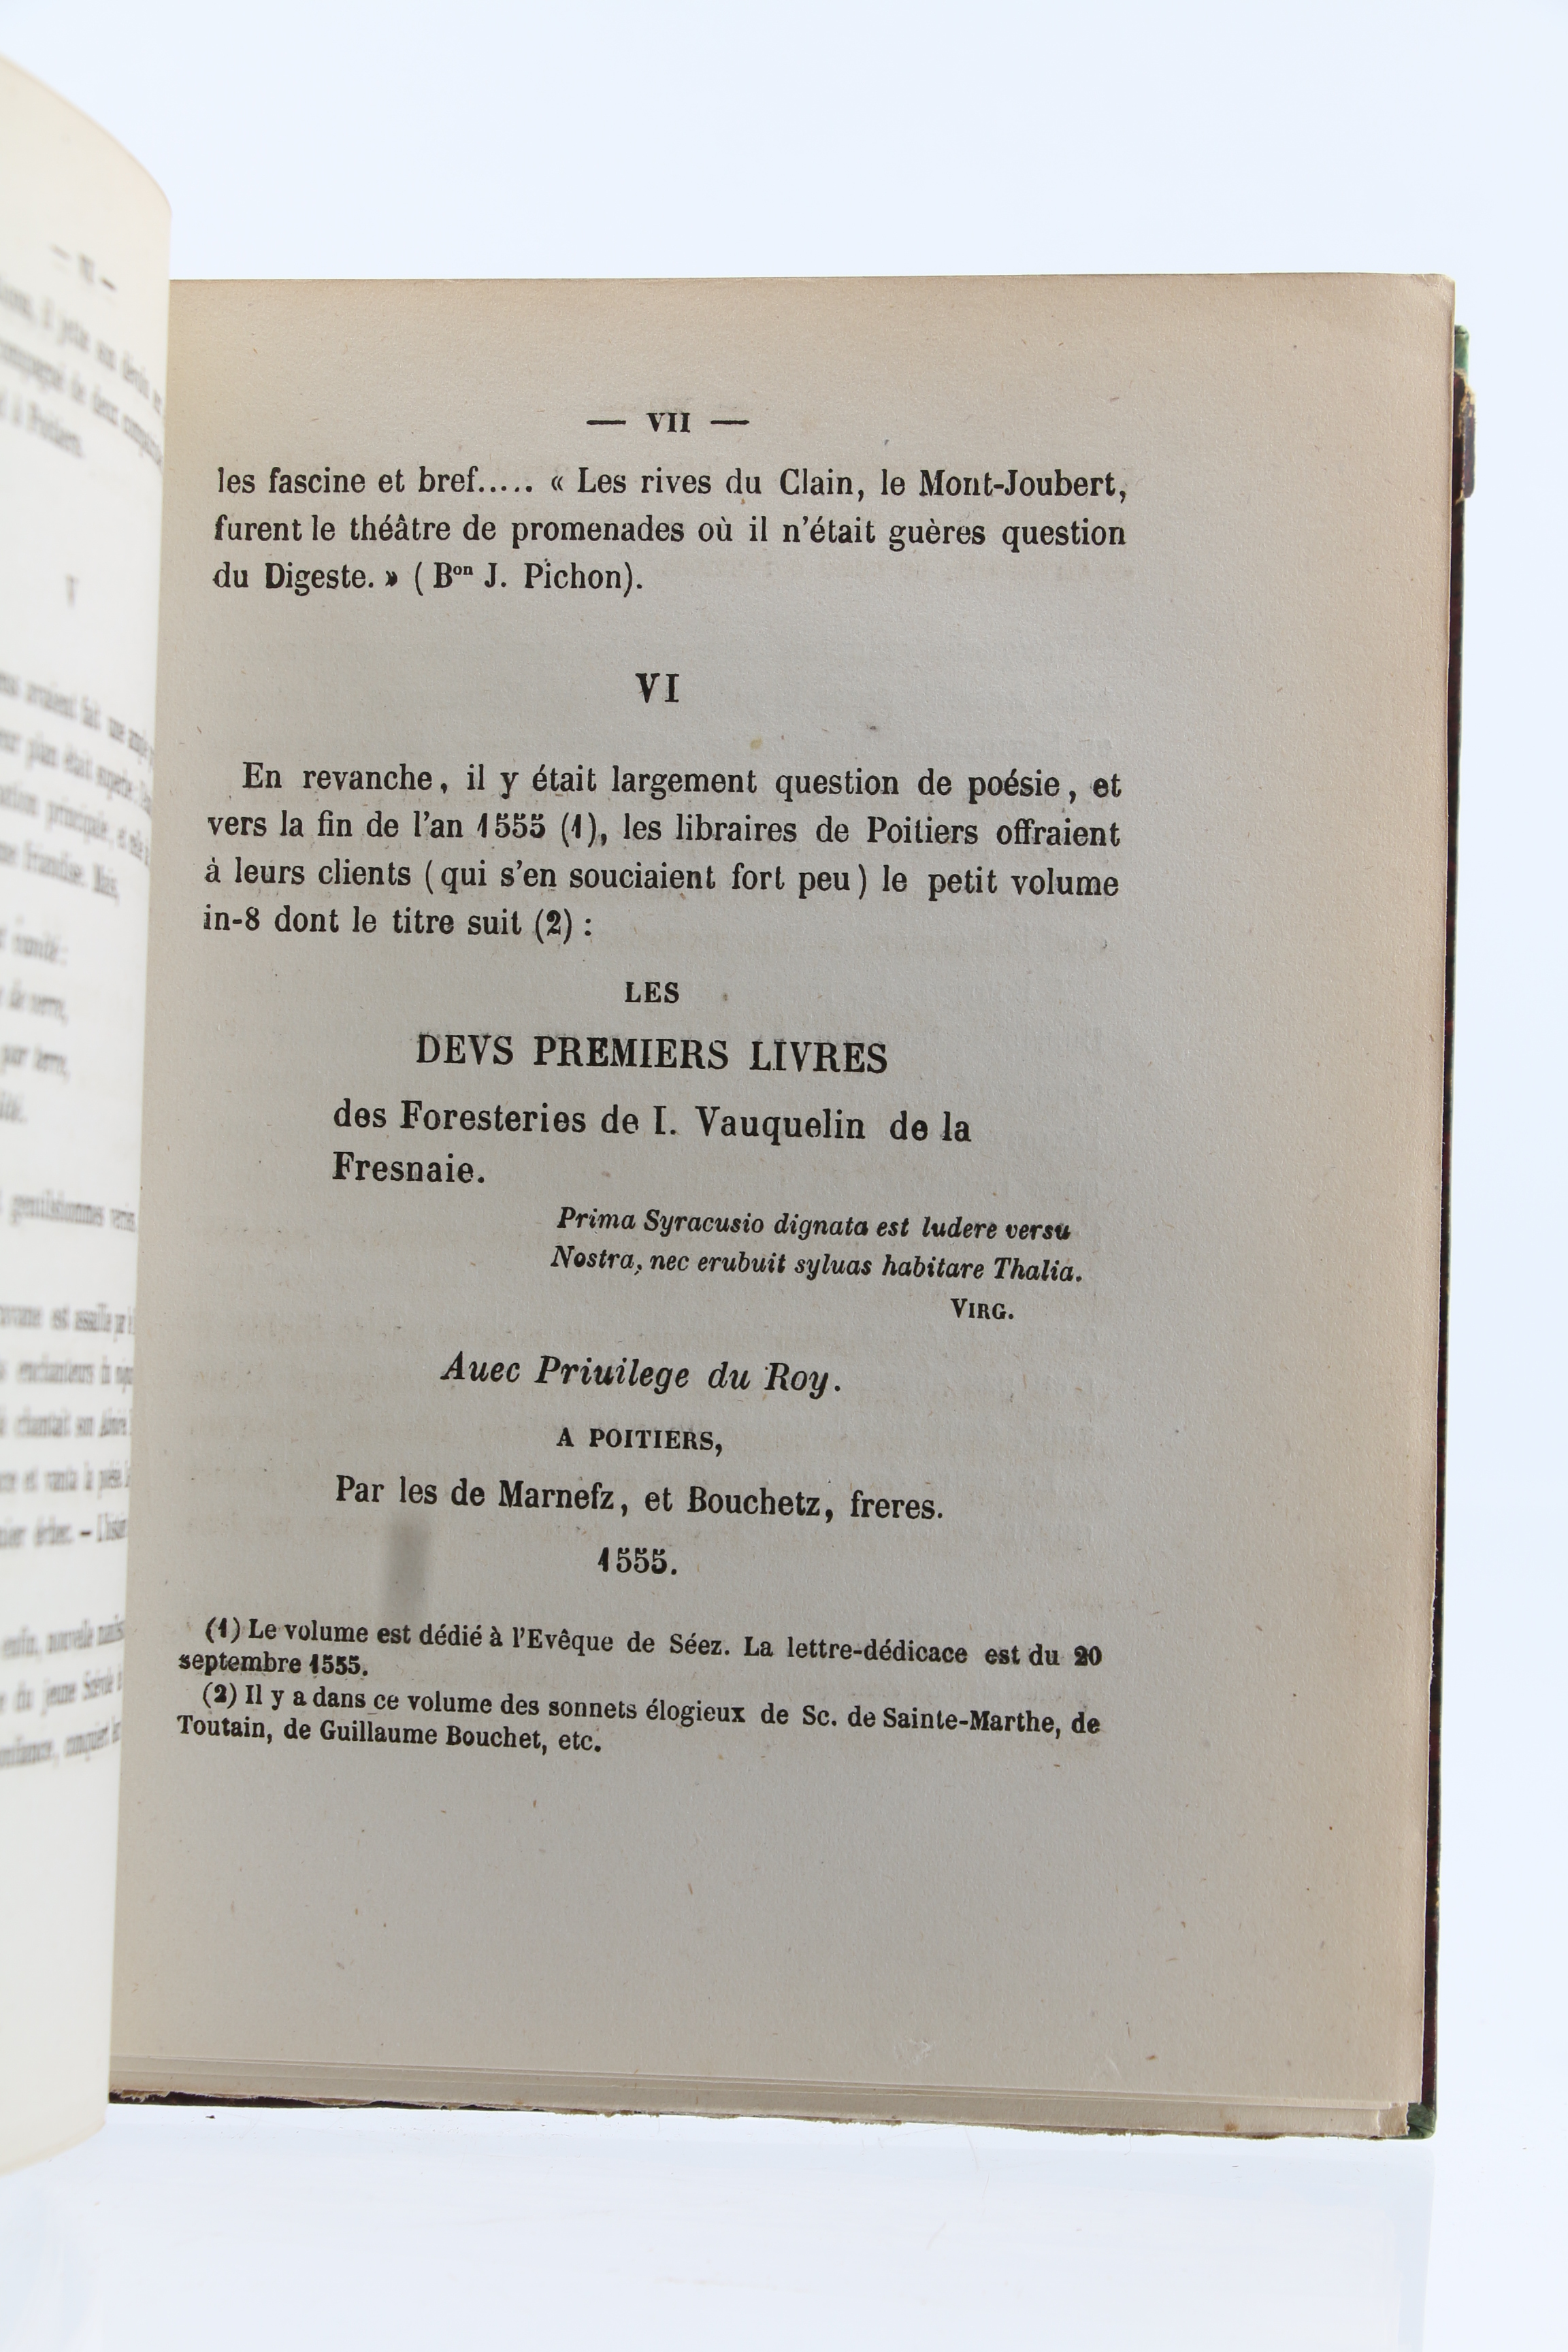 — VI —
à Poitiers.
V
de verre,
par terre,
— VII —
les fascine et bref..... « Les rives du Clain, le Mont-Joubert,
furent le théâtre de promenades où il n'était guères question
du Digeste. » ( Bᵒⁿ J. Pichon).
VI
En revanche, il y était largement question de poésie, et
vers la fin de l'an 1555 (1), les libraires de Poitiers offraient
à leurs clients (qui s'en souciaient fort peu) le petit volume
in-8 dont le titre suit (2) :
LES
DEVS PREMIERS LIVRES
des Foresteries de I. Vauquelin de la
Fresnaie.
Prima Syracusio dignata est ludere versu
Nostra, nec erubuit syluas habitare Thalia.
VIRG.
Auec Priuilege du Roy.
A POITIERS,
Par les de Marnefz, et Bouchetz, freres.
1555.
(1) Le volume est dédié à l'Evêque de Séez. La lettre-dédicace est du 20
septembre 1555.
(2) Il y a dans ce volume des sonnets élogieux de Sc. de Sainte-Marthe, de
Toutain, de Guillaume Bouchet, etc.